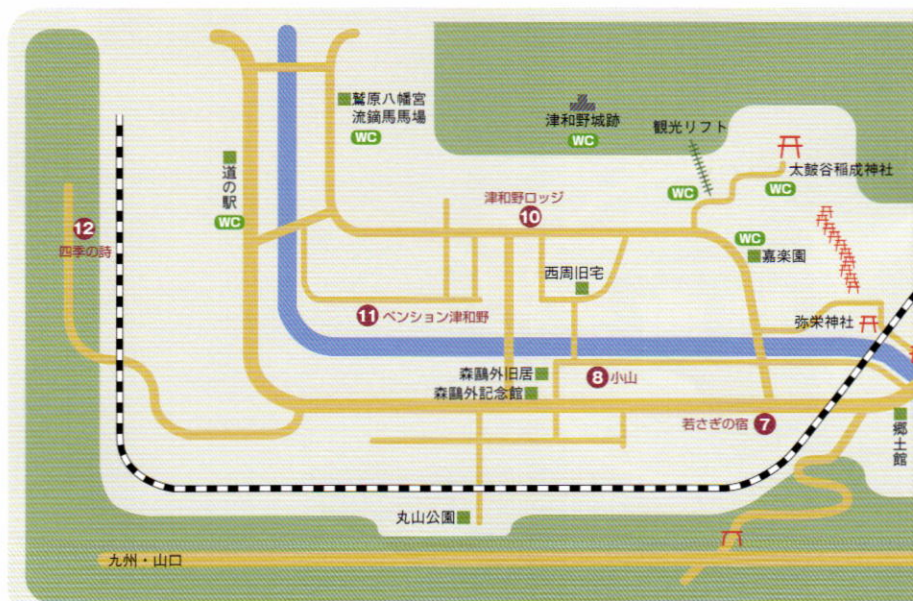 鷲原八幡宮
流鏑馬馬場
WC
津和野城跡
WC
観光リフト
太鼓谷稲成神社
WC
WC
道の駅
WC
12
四季の詩
津和野ロッジ
10
WC
嘉楽園
西周旧宅
11 ペンション津和野
弥栄神社
森鷗外旧居
8 小山
森鷗外記念館
若さぎの宿 7
郷土館
丸山公園
九州・山口